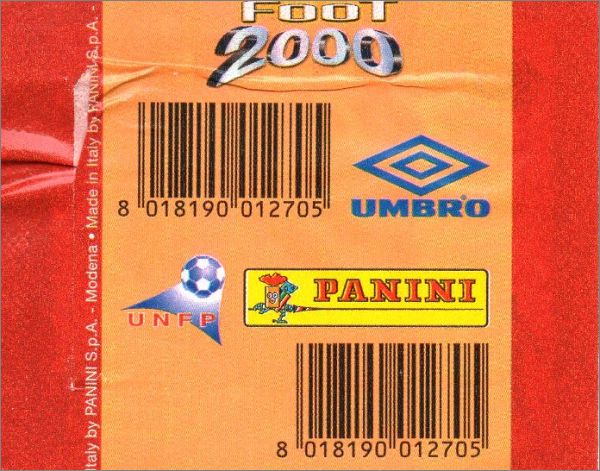 FOOT
2000
8 018190 012705
UMBRO
UNFP
PANINI
8 018190 012705
Italy by PANINI S.p.A. - Modena • Made in Italy by PANINI S.p.A. -